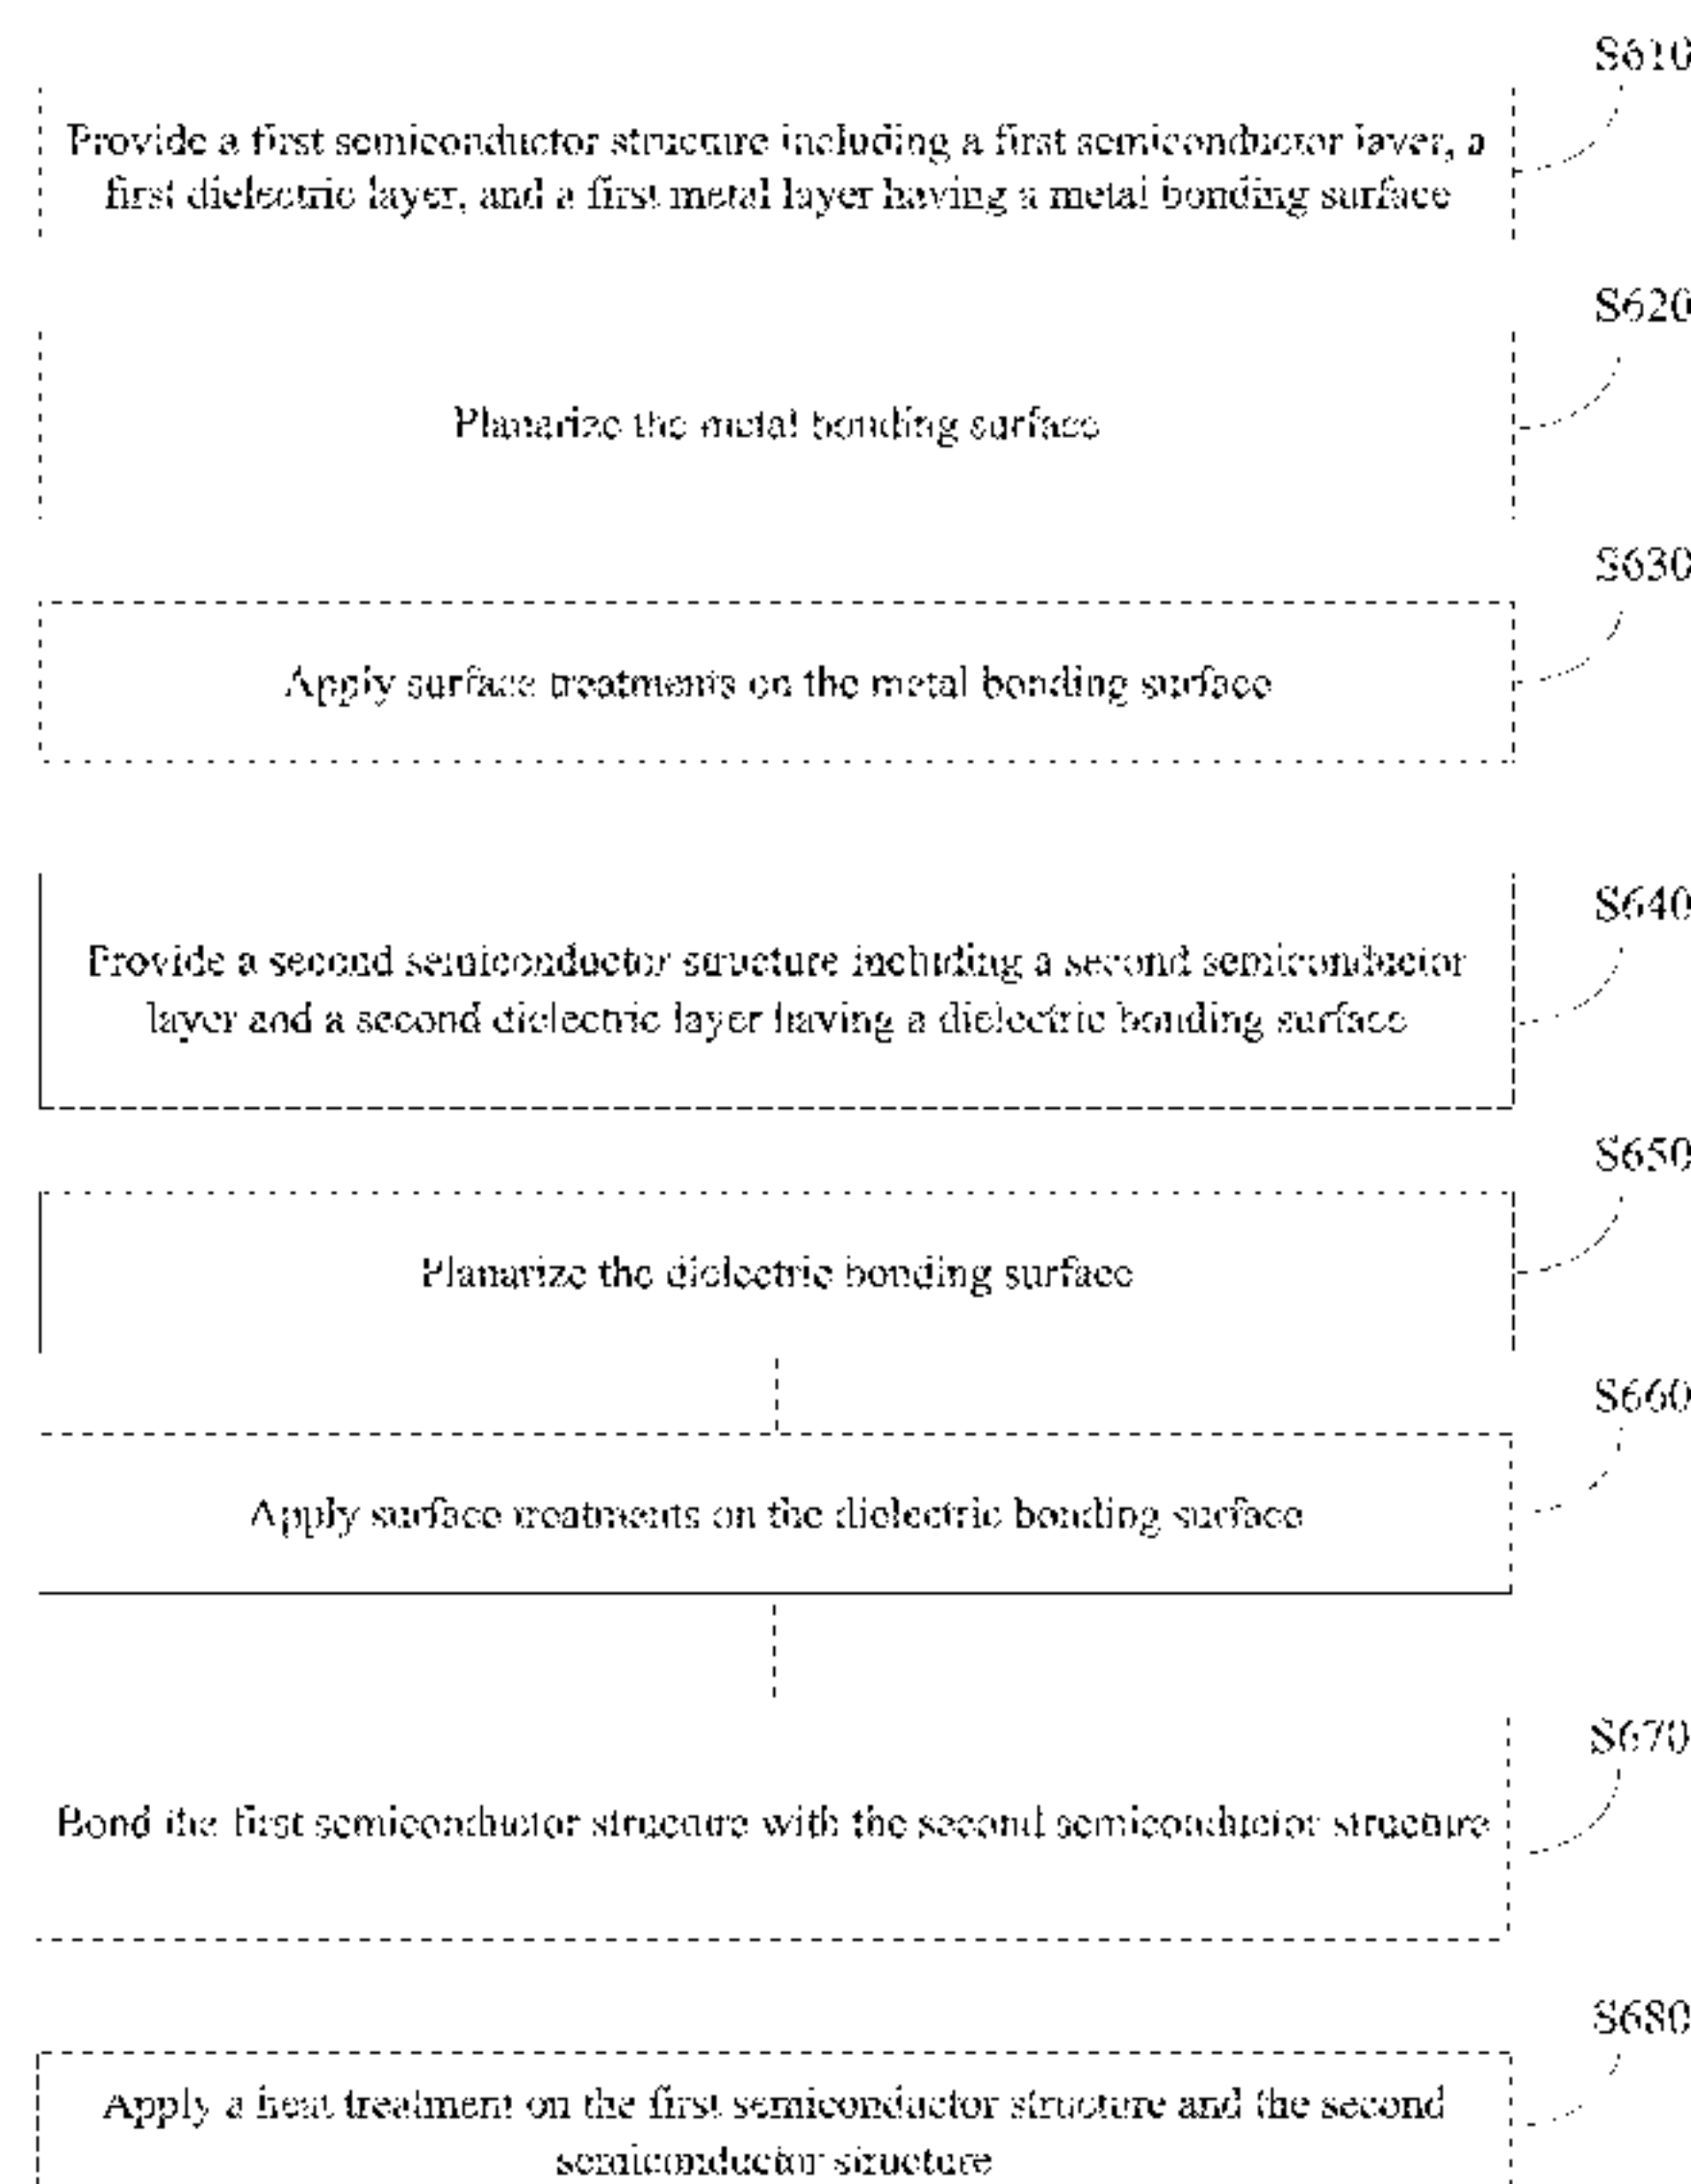 S610
Provide a first semiconductor structure including a first semiconductor layer, a
first dielectric layer, and a first metal layer having a metal bonding surface
S620
Planarize the metal bonding surface
S630
Apply surface treatments on the metal bonding surface
S640
Provide a second semiconductor structure including a second semiconductor
layer and a second dielectric layer having a dielectric bonding surface
S650
Planarize the dielectric bonding surface
S660
Apply surface treatments on the dielectric bonding surface
S670
Bond the first semiconductor structure with the second semiconductor structure
S680
Apply a heat treatment on the first semiconductor structure and the second
semiconductor structure